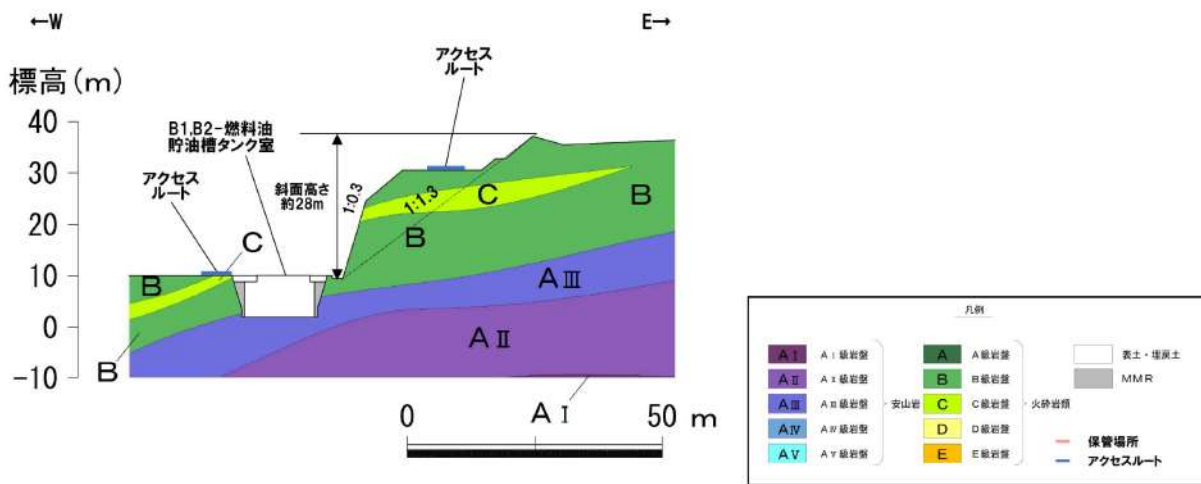 ←W
E→
標高(m)
アクセス
ルート
B1,B2-燃料油
貯油槽タンク室
アクセス
ルート
斜面高さ
約28m
1:0.3
1:1.3
40
30
20
10
0
-10
C
B
B
C
B
B
AⅢ
AⅡ
AⅠ
0
50
m
凡例
AⅠ
AⅠ級岩盤
AⅡ
AⅢ
AⅢ級岩盤
AⅣ
AⅣ級岩盤
AⅤ
AⅤ級岩盤
安山岩
A
A級岩盤
B
B級岩盤
C
C級岩盤
D
D級岩盤
E
E級岩盤
火砕岩類
表土・埋戻土
MMR
保管場所
アクセスルート